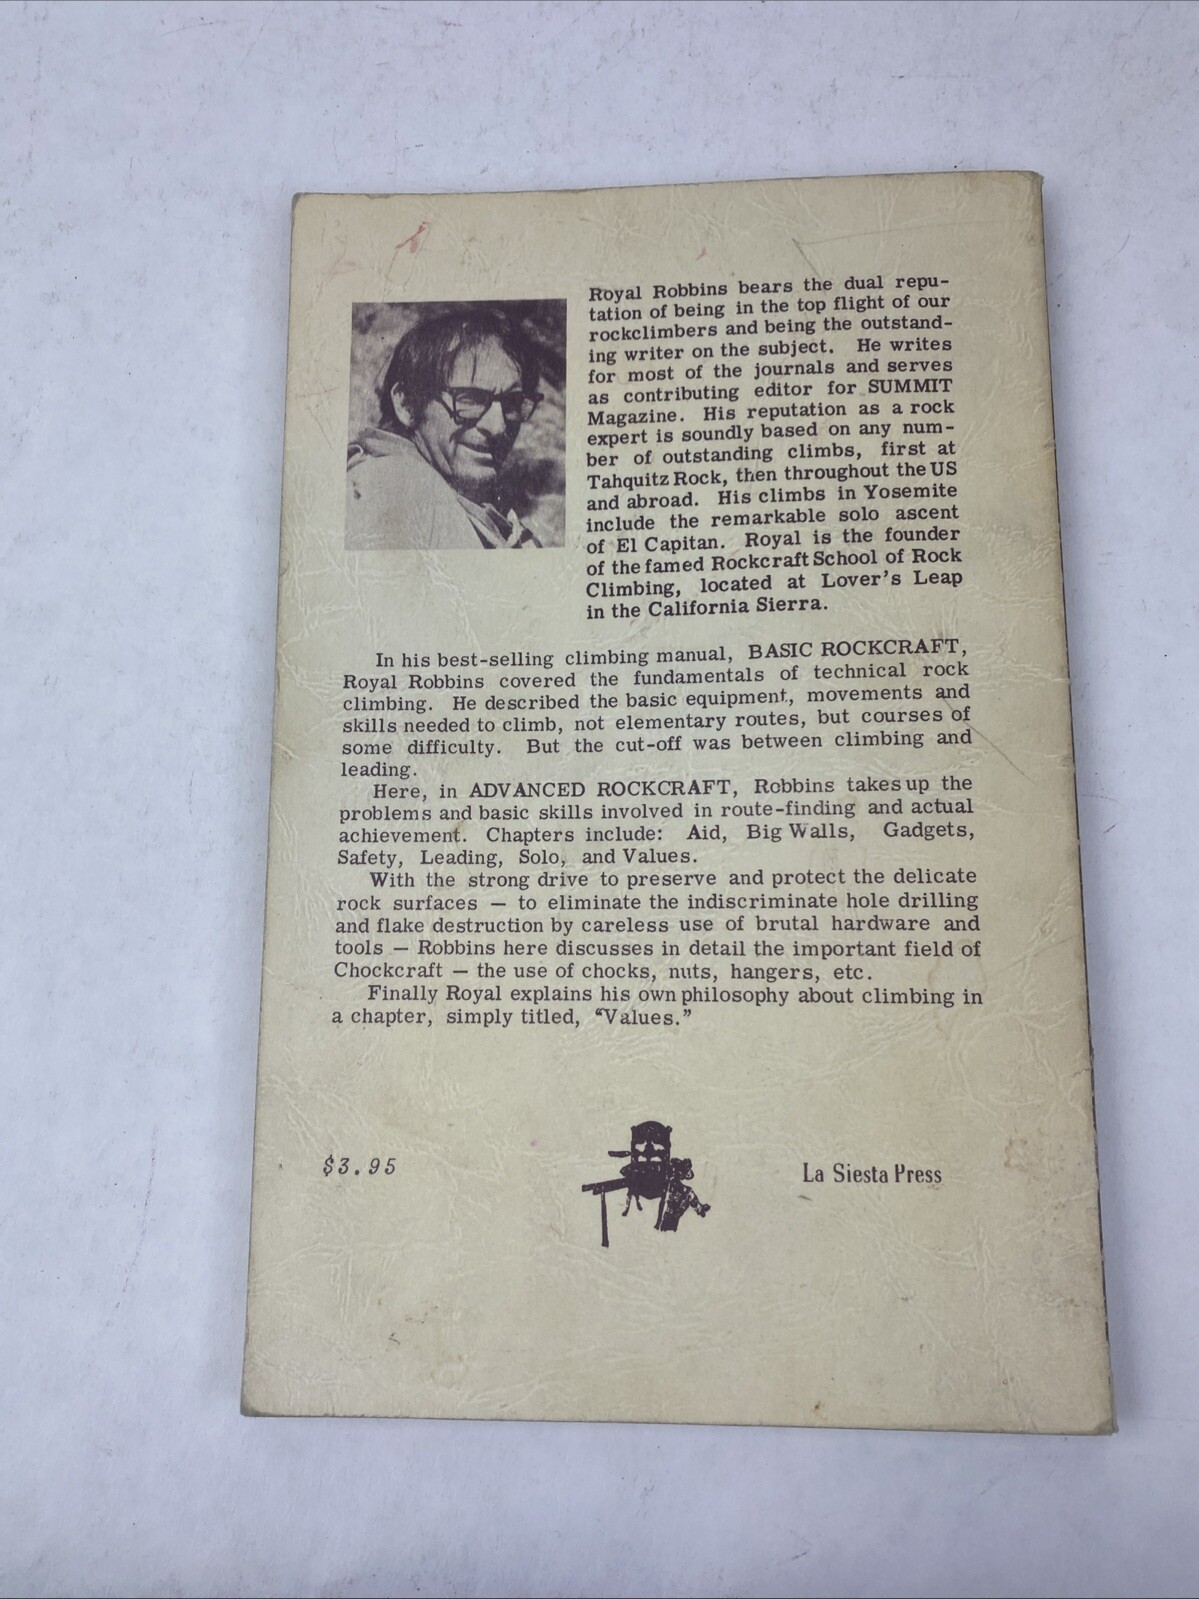 Royal Robbins bears the dual repu-
tation of being in the top flight of our
rockclimbers and being the outstand-
ing writer on the subject. He writes
for most of the journals and serves
as contributing editor for SUMMIT
Magazine. His reputation as a rock
expert is soundly based on any num-
ber of outstanding climbs, first at
Tahquitz Rock, then throughout the US
and abroad. His climbs in Yosemite
include the remarkable solo ascent
of El Capitan. Royal is the founder
of the famed Rockcraft School of Rock
Climbing, located at Lover's Leap
in the California Sierra.
In his best-selling climbing manual, BASIC ROCKCRAFT,
Royal Robbins covered the fundamentals of technical rock
climbing. He described the basic equipment, movements and
skills needed to climb, not elementary routes, but courses of
some difficulty. But the cut-off was between climbing and
leading.
Here, in ADVANCED ROCKCRAFT, Robbins takes up the
problems and basic skills involved in route-finding and actual
achievement. Chapters include: Aid, Big Walls, Gadgets,
Safety, Leading, Solo, and Values.
With the strong drive to preserve and protect the delicate
rock surfaces — to eliminate the indiscriminate hole drilling
and flake destruction by careless use of brutal hardware and
tools — Robbins here discusses in detail the important field of
Chockcraft — the use of chocks, nuts, hangers, etc.
Finally Royal explains his own philosophy about climbing in
a chapter, simply titled, "Values."
$3.95
La Siesta Press